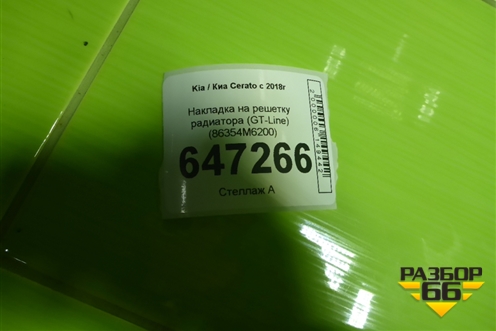 Kia / Киа Cerato с 2018г
Накладка на решетку
радиатора (GT-Line)
(86354M6200)
647266
Стеллаж А
РАЗБОР
66